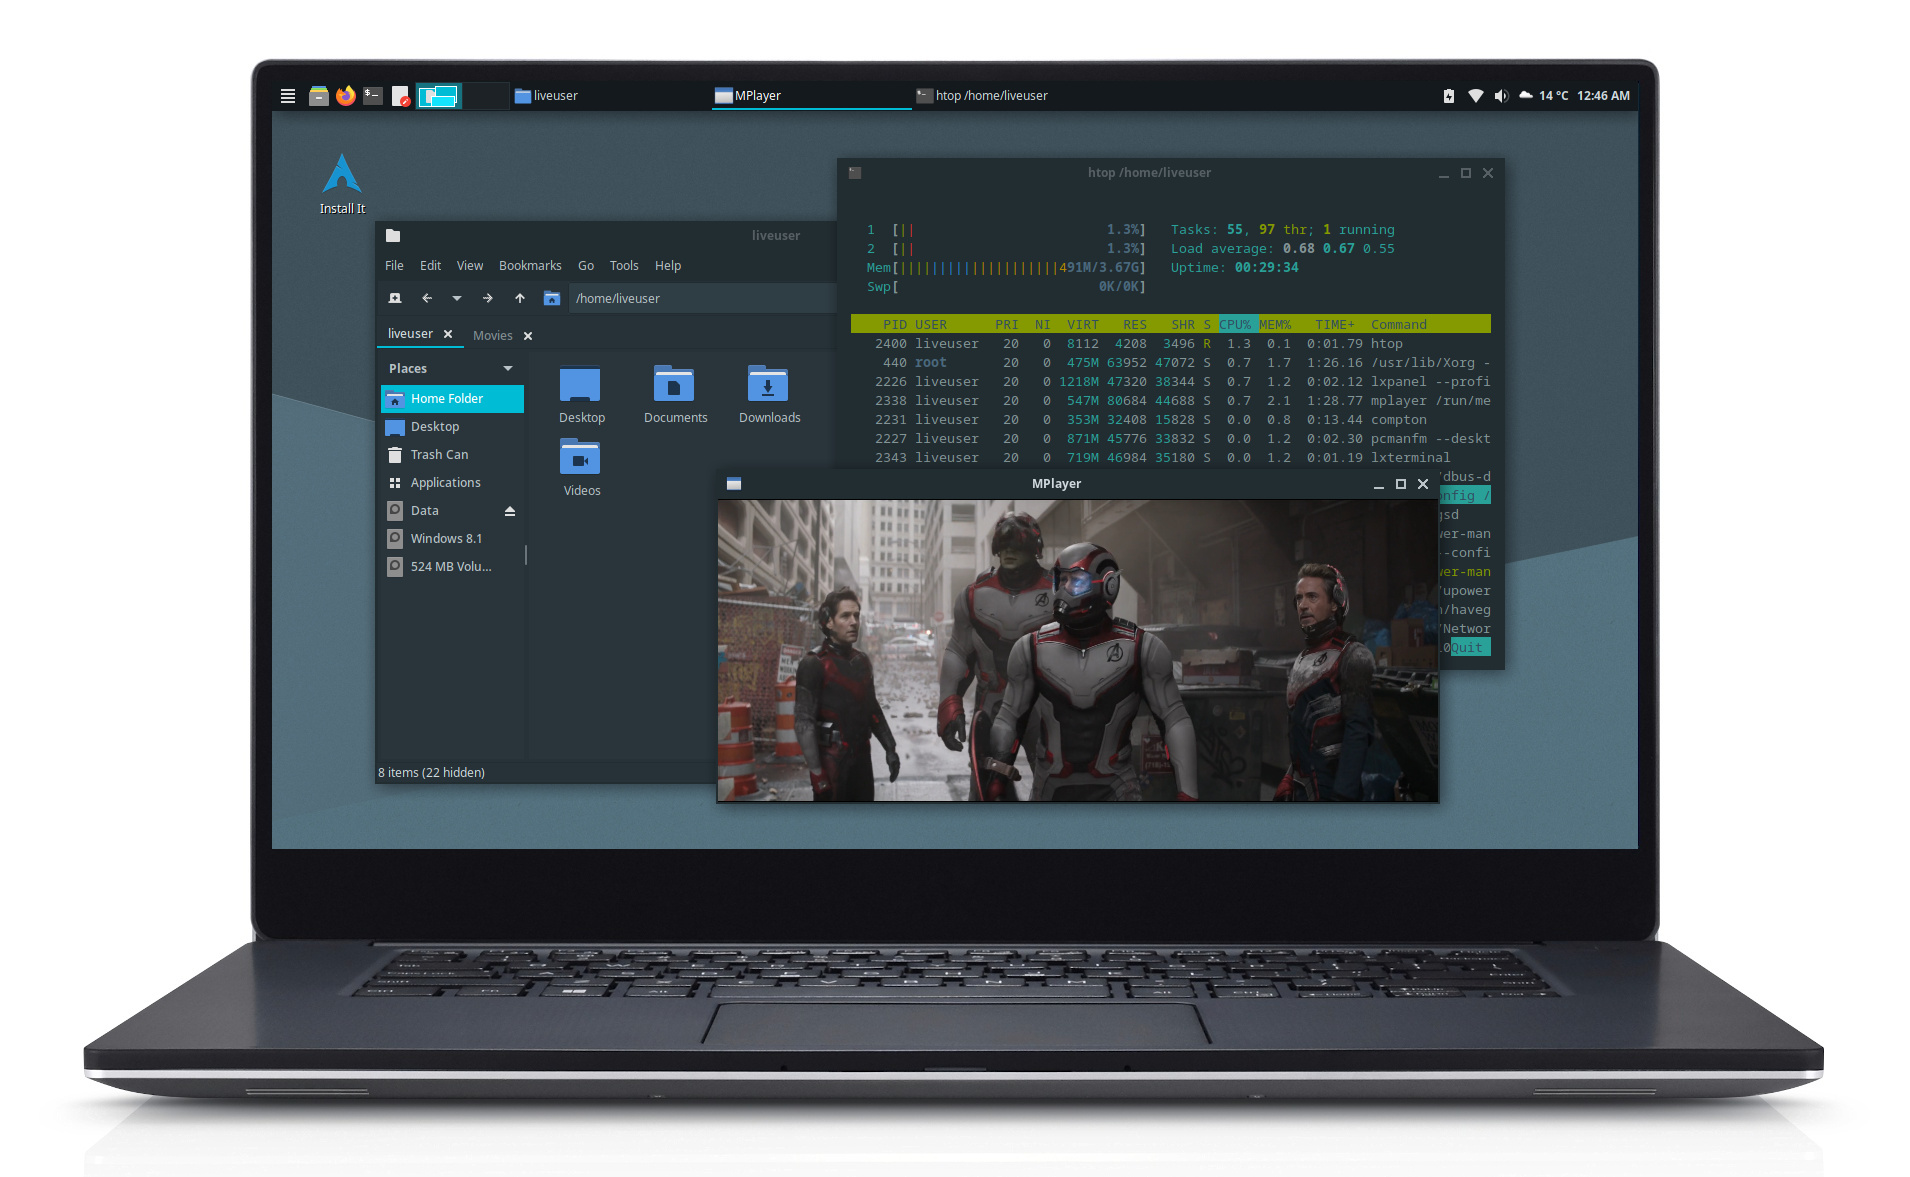 liveuser
MPlayer
htop /home/liveuser
14 °C 12:46 AM
Install It
htop /home/liveuser
1 [|| 1.3%] Tasks: 55, 97 thr; 1 running
2 [|| 1.3%] Load average: 0.68 0.67 0.55
Mem[||||||||||||||||||||491M/3.67G] Uptime: 00:29:34
Swp[ 0K/0K]
PID USER PRI NI VIRT RES SHR S CPU% MEM% TIME+ Command
2400 liveuser 20 0 8112 4208 3496 R 1.3 0.1 0:01.79 htop
440 root 20 0 475M 63952 47072 S 0.7 1.7 1:26.16 /usr/lib/Xorg -
2226 liveuser 20 0 1218M 47320 38344 S 0.7 1.2 0:02.12 lxpanel --profi
2338 liveuser 20 0 547M 80684 44688 S 0.7 2.1 1:28.77 mplayer /run/me
2231 liveuser 20 0 353M 32408 15828 S 0.0 0.8 0:13.44 compton
2227 liveuser 20 0 871M 45776 33832 S 0.0 1.2 0:02.30 pcmanfm --deskt
2343 liveuser 20 0 719M 46984 35180 S 0.0 1.2 0:01.19 lxterminal
/dbus-d
nfig /
gsd
er-man
--confi
er-man
upower
/haveg
/Networ
0Quit
liveuser
File Edit View Bookmarks Go Tools Help
/home/liveuser
liveuser Movies
Places
Home Folder
Desktop
Trash Can
Applications
Data
Windows 8.1
524 MB Volu...
Desktop Documents Downloads
Videos
8 items (22 hidden)
MPlayer